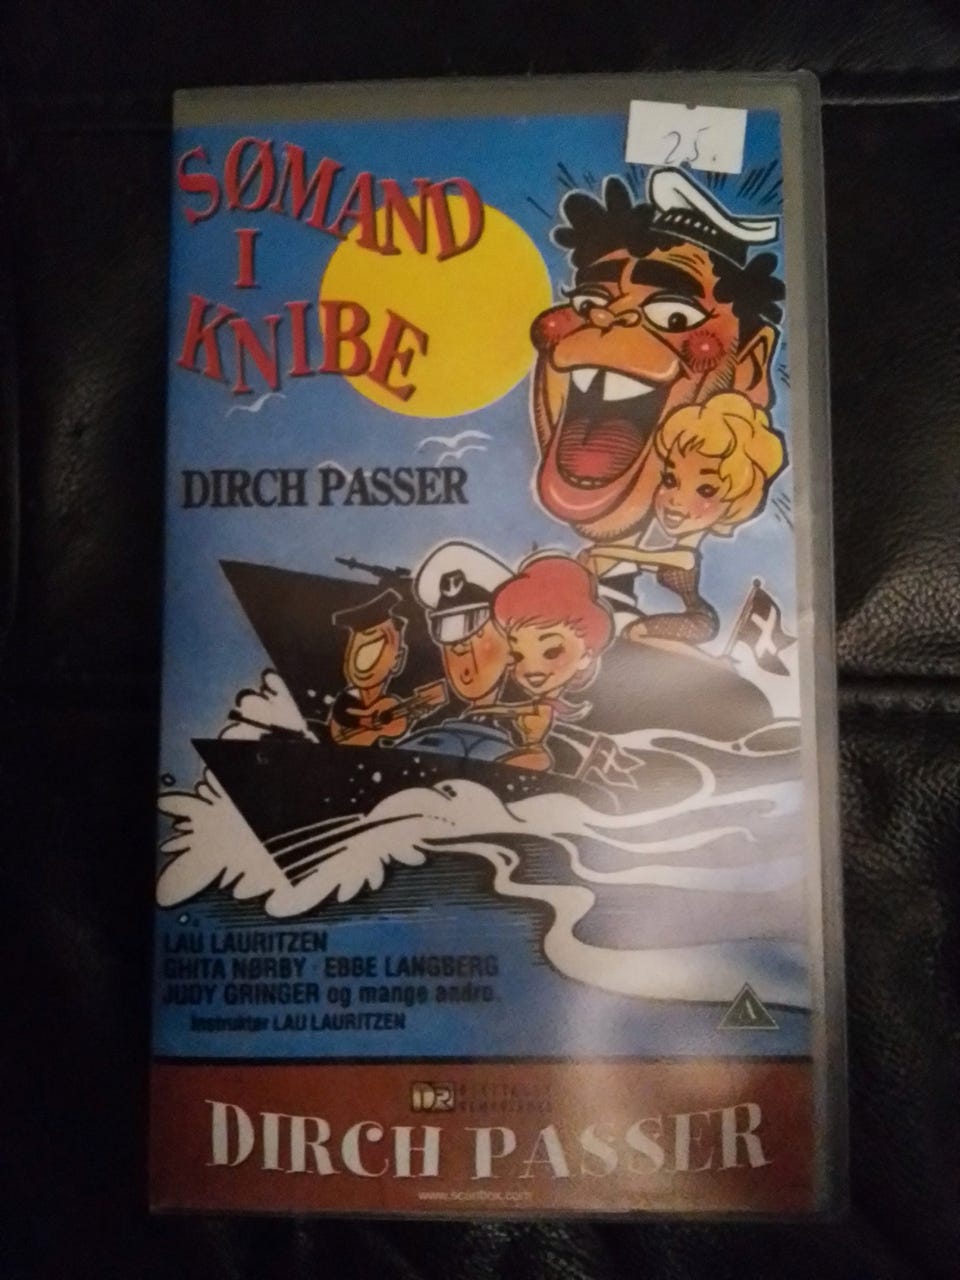 25.
SØMAND
I
KNIBE
DIRCH PASSER
LAU LAURITZEN
GHITA NØRBY · EBBE LANGBERG
JUDY GRINGER og mange andre.
Instruktør LAU LAURITZEN
A
DR
DIRCH PASSER
www.scanbox.com